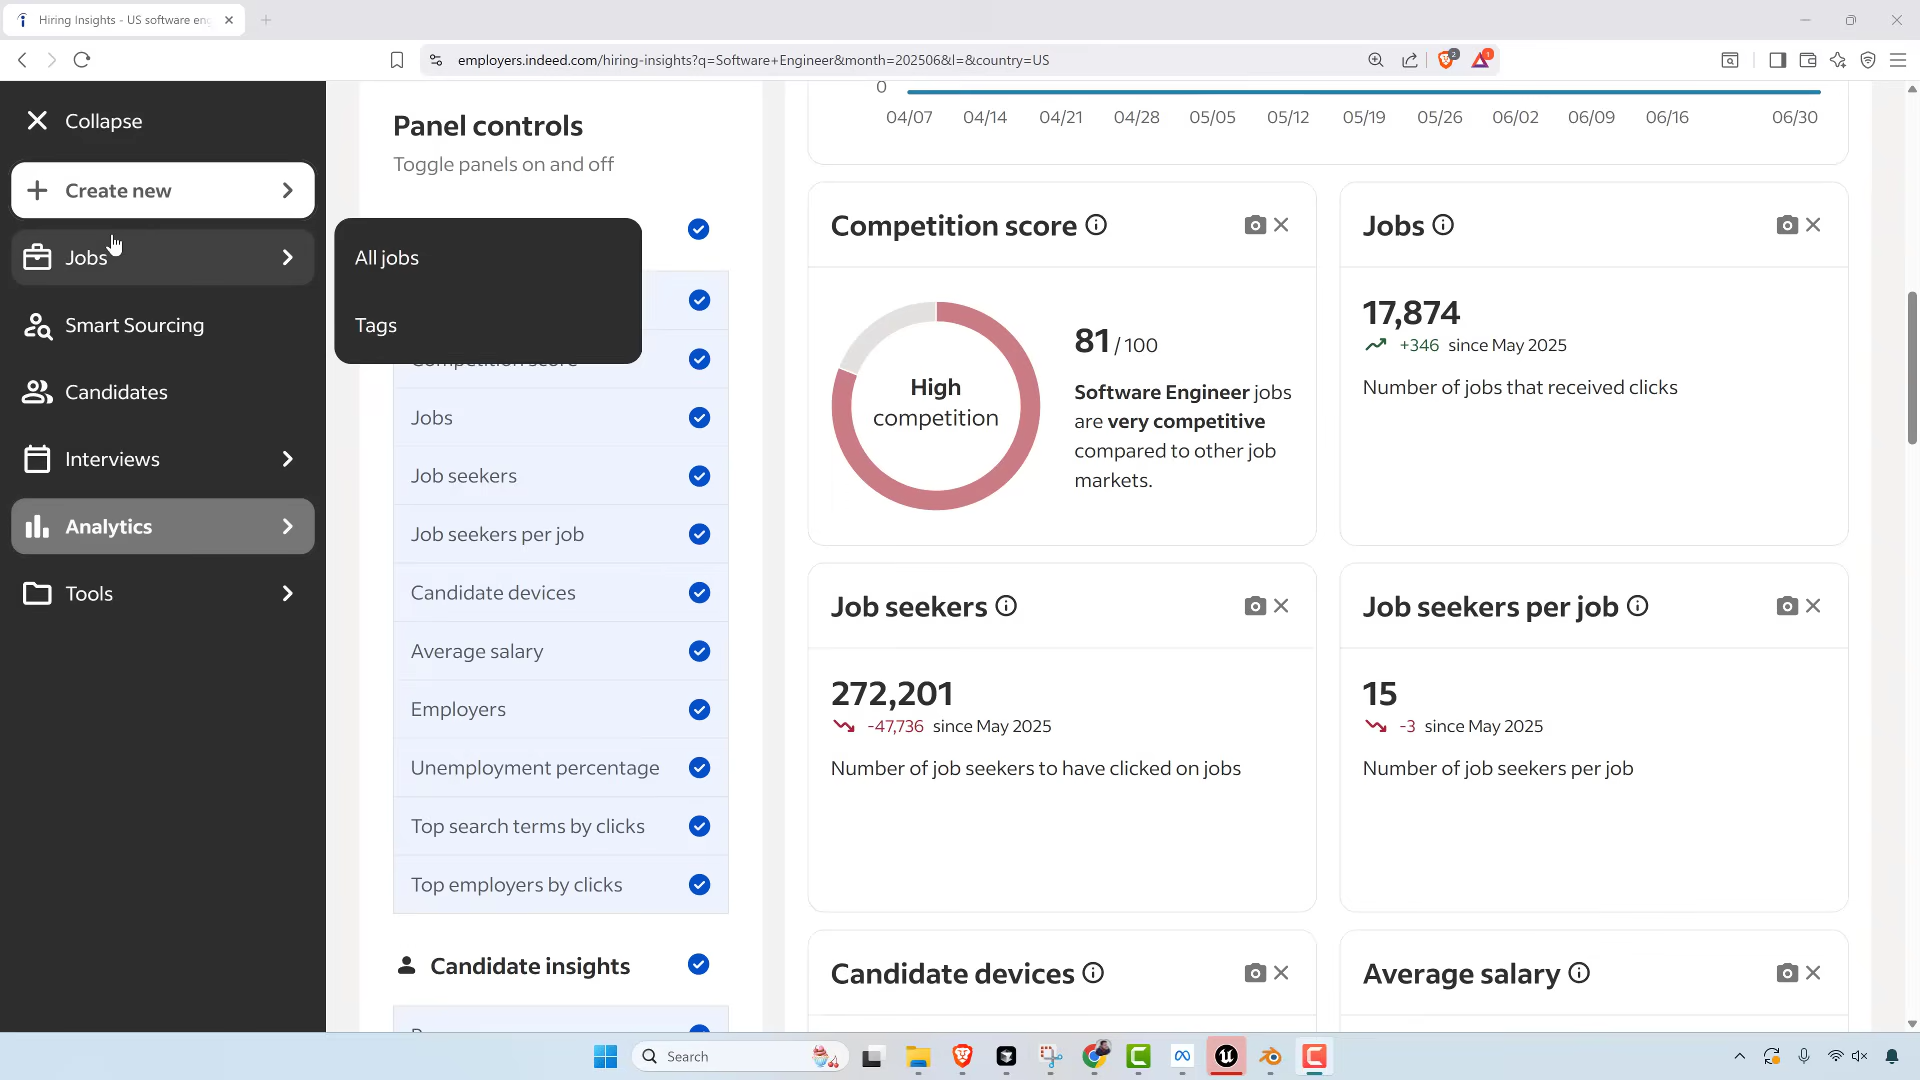 Hiring Insights - US software eng
employers.indeed.com/hiring-insights?q=Software+Engineer&month=202506&l=&country=US
2
1
Collapse
Create new
Jobs
Smart Sourcing
Candidates
Interviews
Analytics
Tools
All jobs
Tags
Panel controls
Toggle panels on and off
Jobs
Job seekers
Job seekers per job
Candidate devices
Average salary
Employers
Unemployment percentage
Top search terms by clicks
Top employers by clicks
Candidate insights
0
04/07 04/14 04/21 04/28 05/05 05/12 05/19 05/26 06/02 06/09 06/16 06/30
Competition score
High
competition
81 / 100
Software Engineer jobs
are very competitive
compared to other job
markets.
Jobs
17,874
+346 since May 2025
Number of jobs that received clicks
Job seekers
272,201
-47,736 since May 2025
Number of job seekers to have clicked on jobs
Job seekers per job
15
-3 since May 2025
Number of job seekers per job
Candidate devices
Average salary
Search